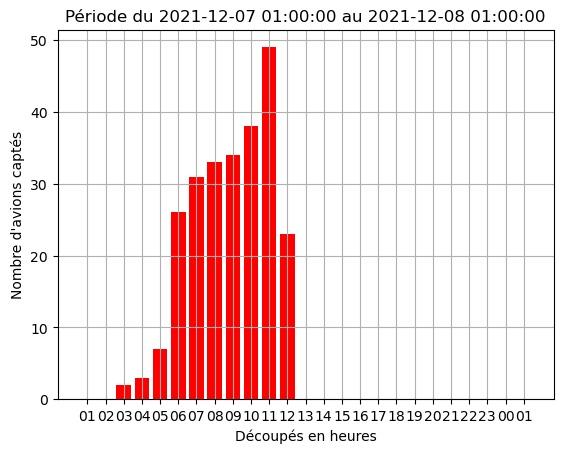 Période du 2021-12-07 01:00:00 au 2021-12-08 01:00:00
50
40
30
20
10
0
Nombre d'avions captés
01 02 03 04 05 06 07 08 09 10 11 12 13 14 15 16 17 18 19 20 21 22 23 00 01
Découpés en heures